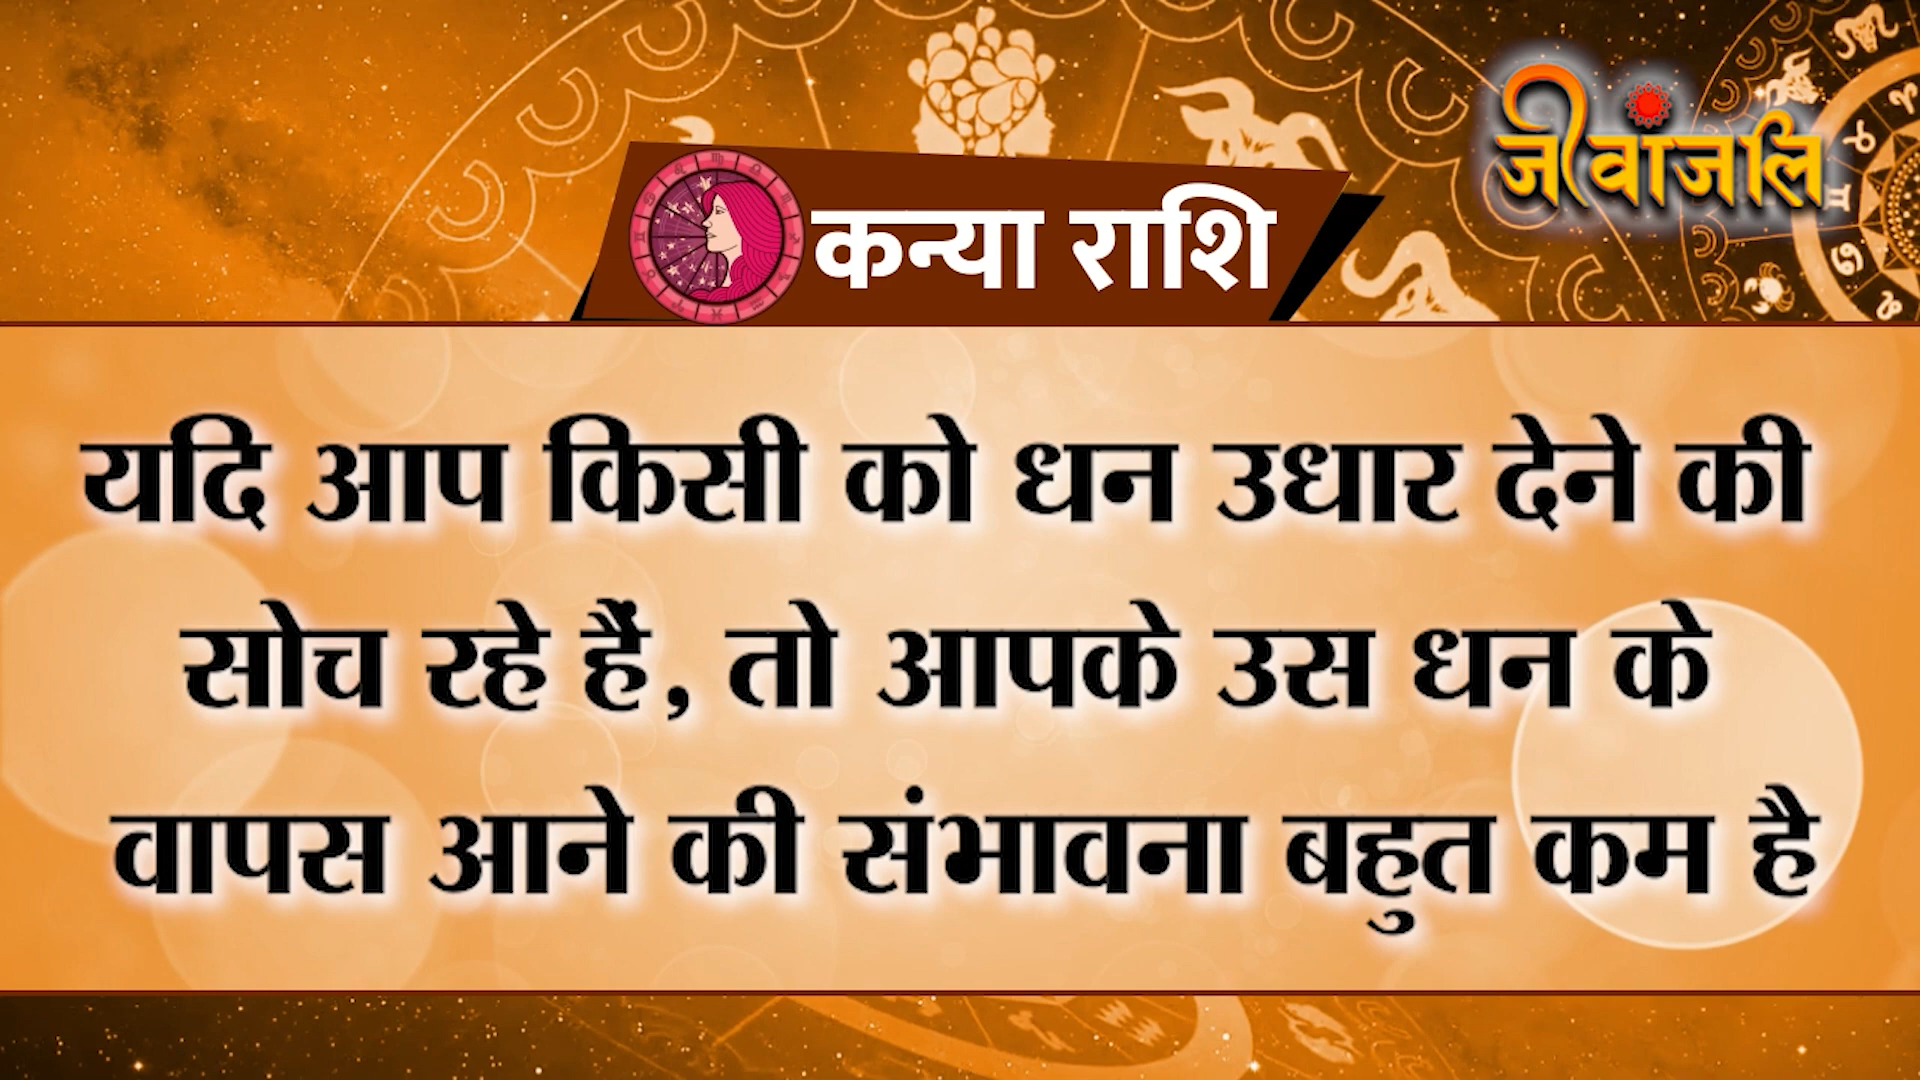 जीवांजलि
कन्या राशि
यदि आप किसी को धन उधार देने की
सोच रहे हैं, तो आपके उस धन के
वापस आने की संभावना बहुत कम है